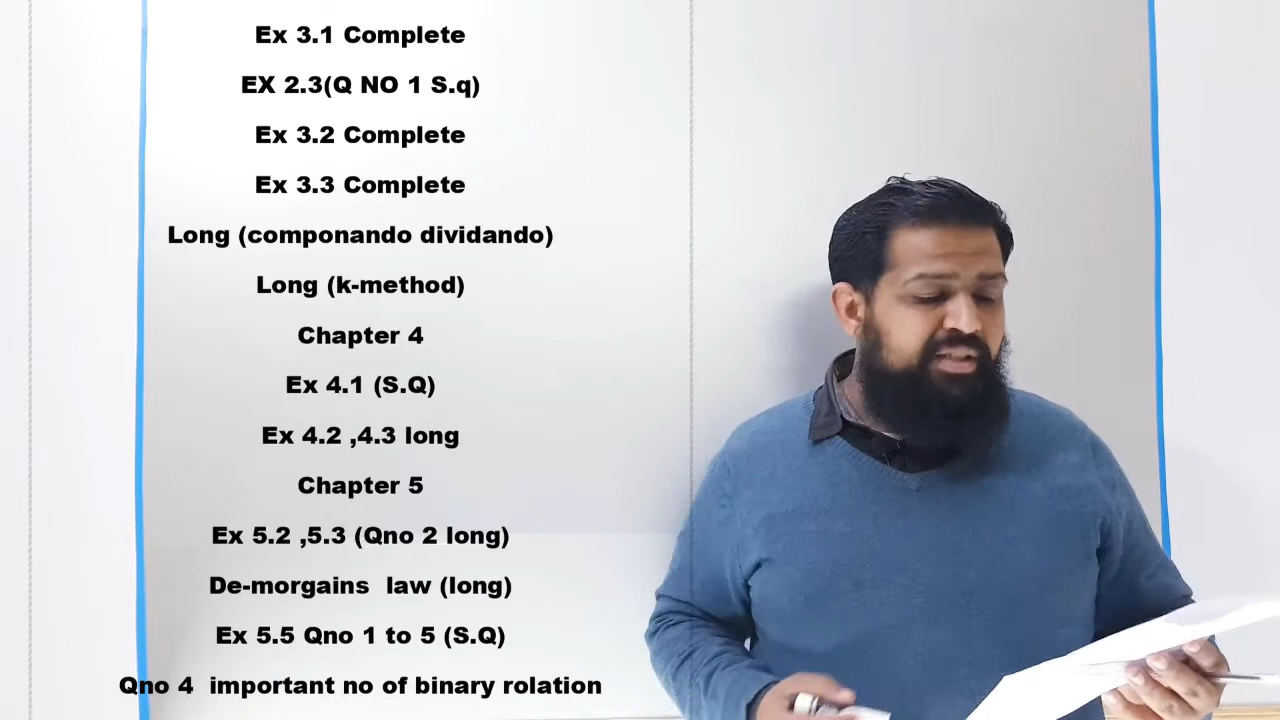 Ex 3.1 Complete
EX 2.3(Q NO 1 S.q)
Ex 3.2 Complete
Ex 3.3 Complete
Long (componando dividando)
Long (k-method)
Chapter 4
Ex 4.1 (S.Q)
Ex 4.2 ,4.3 long
Chapter 5
Ex 5.2 ,5.3 (Qno 2 long)
De-morgains  law (long)
Ex 5.5 Qno 1 to 5 (S.Q)
Qno 4  important no of binary rolation